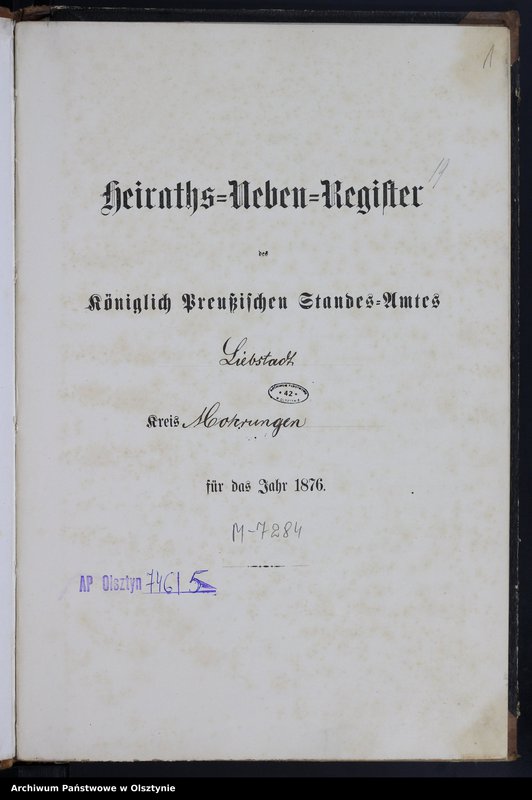 1
Heiraths=Neben=Register
des
Königlich Preußischen Standes=Amtes
Liebstadt
42
Kreis Mohrungen
für das Jahr 1876.
M-7284
AP Olsztyn 746/5
Archiwum Państwowe w Olsztynie